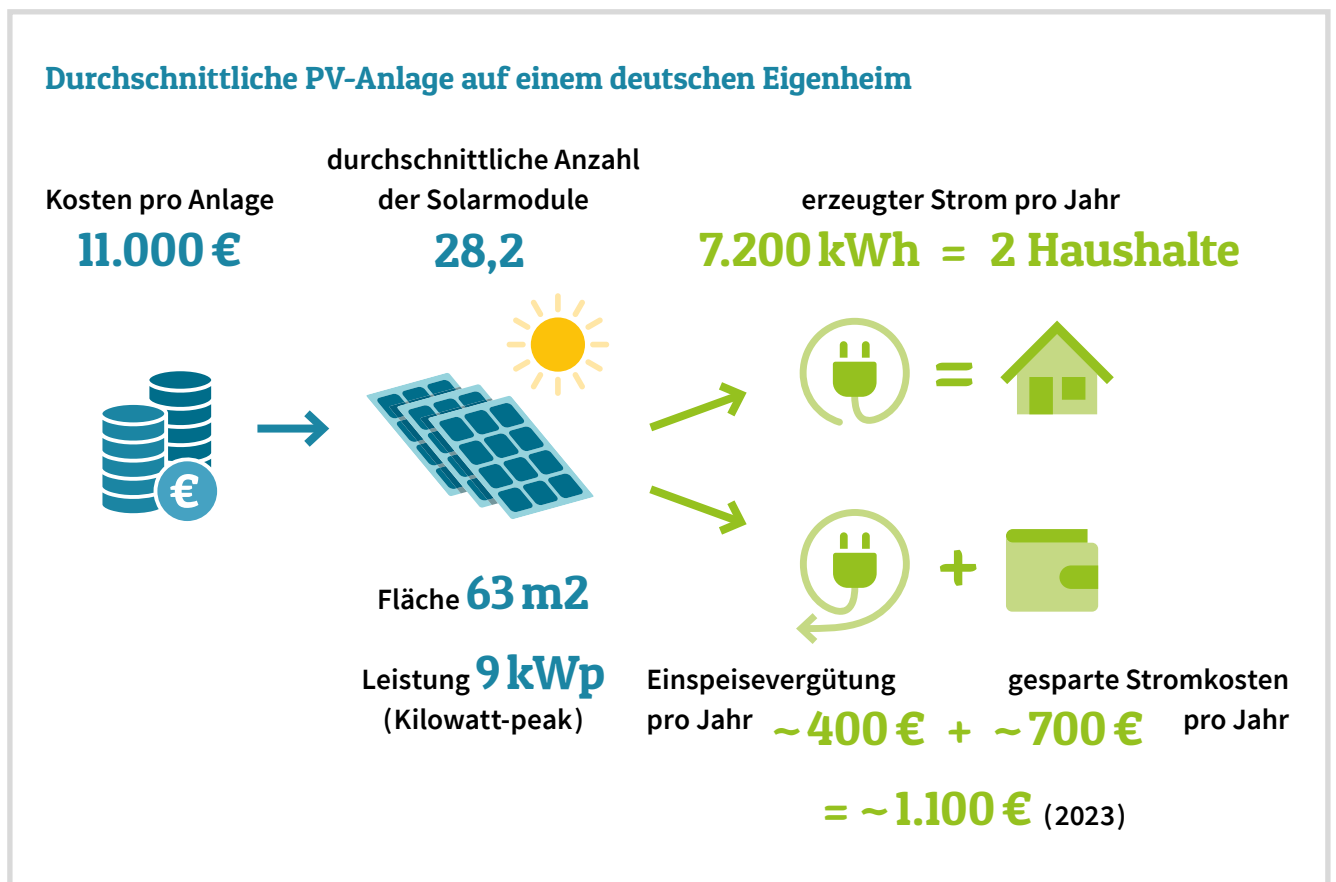 Durchschnittliche PV-Anlage auf einem deutschen Eigenheim
Kosten pro Anlage
11.000 €
durchschnittliche Anzahl
der Solarmodule
28,2
erzeugter Strom pro Jahr
7.200 kWh = 2 Haushalte
€
=
+
Fläche 63 m2
Leistung 9 kWp
(Kilowatt-peak)
Einspeisevergütung
pro Jahr ~400 €
+
gesparte Stromkosten
~700 € pro Jahr
= ~1.100 € (2023)